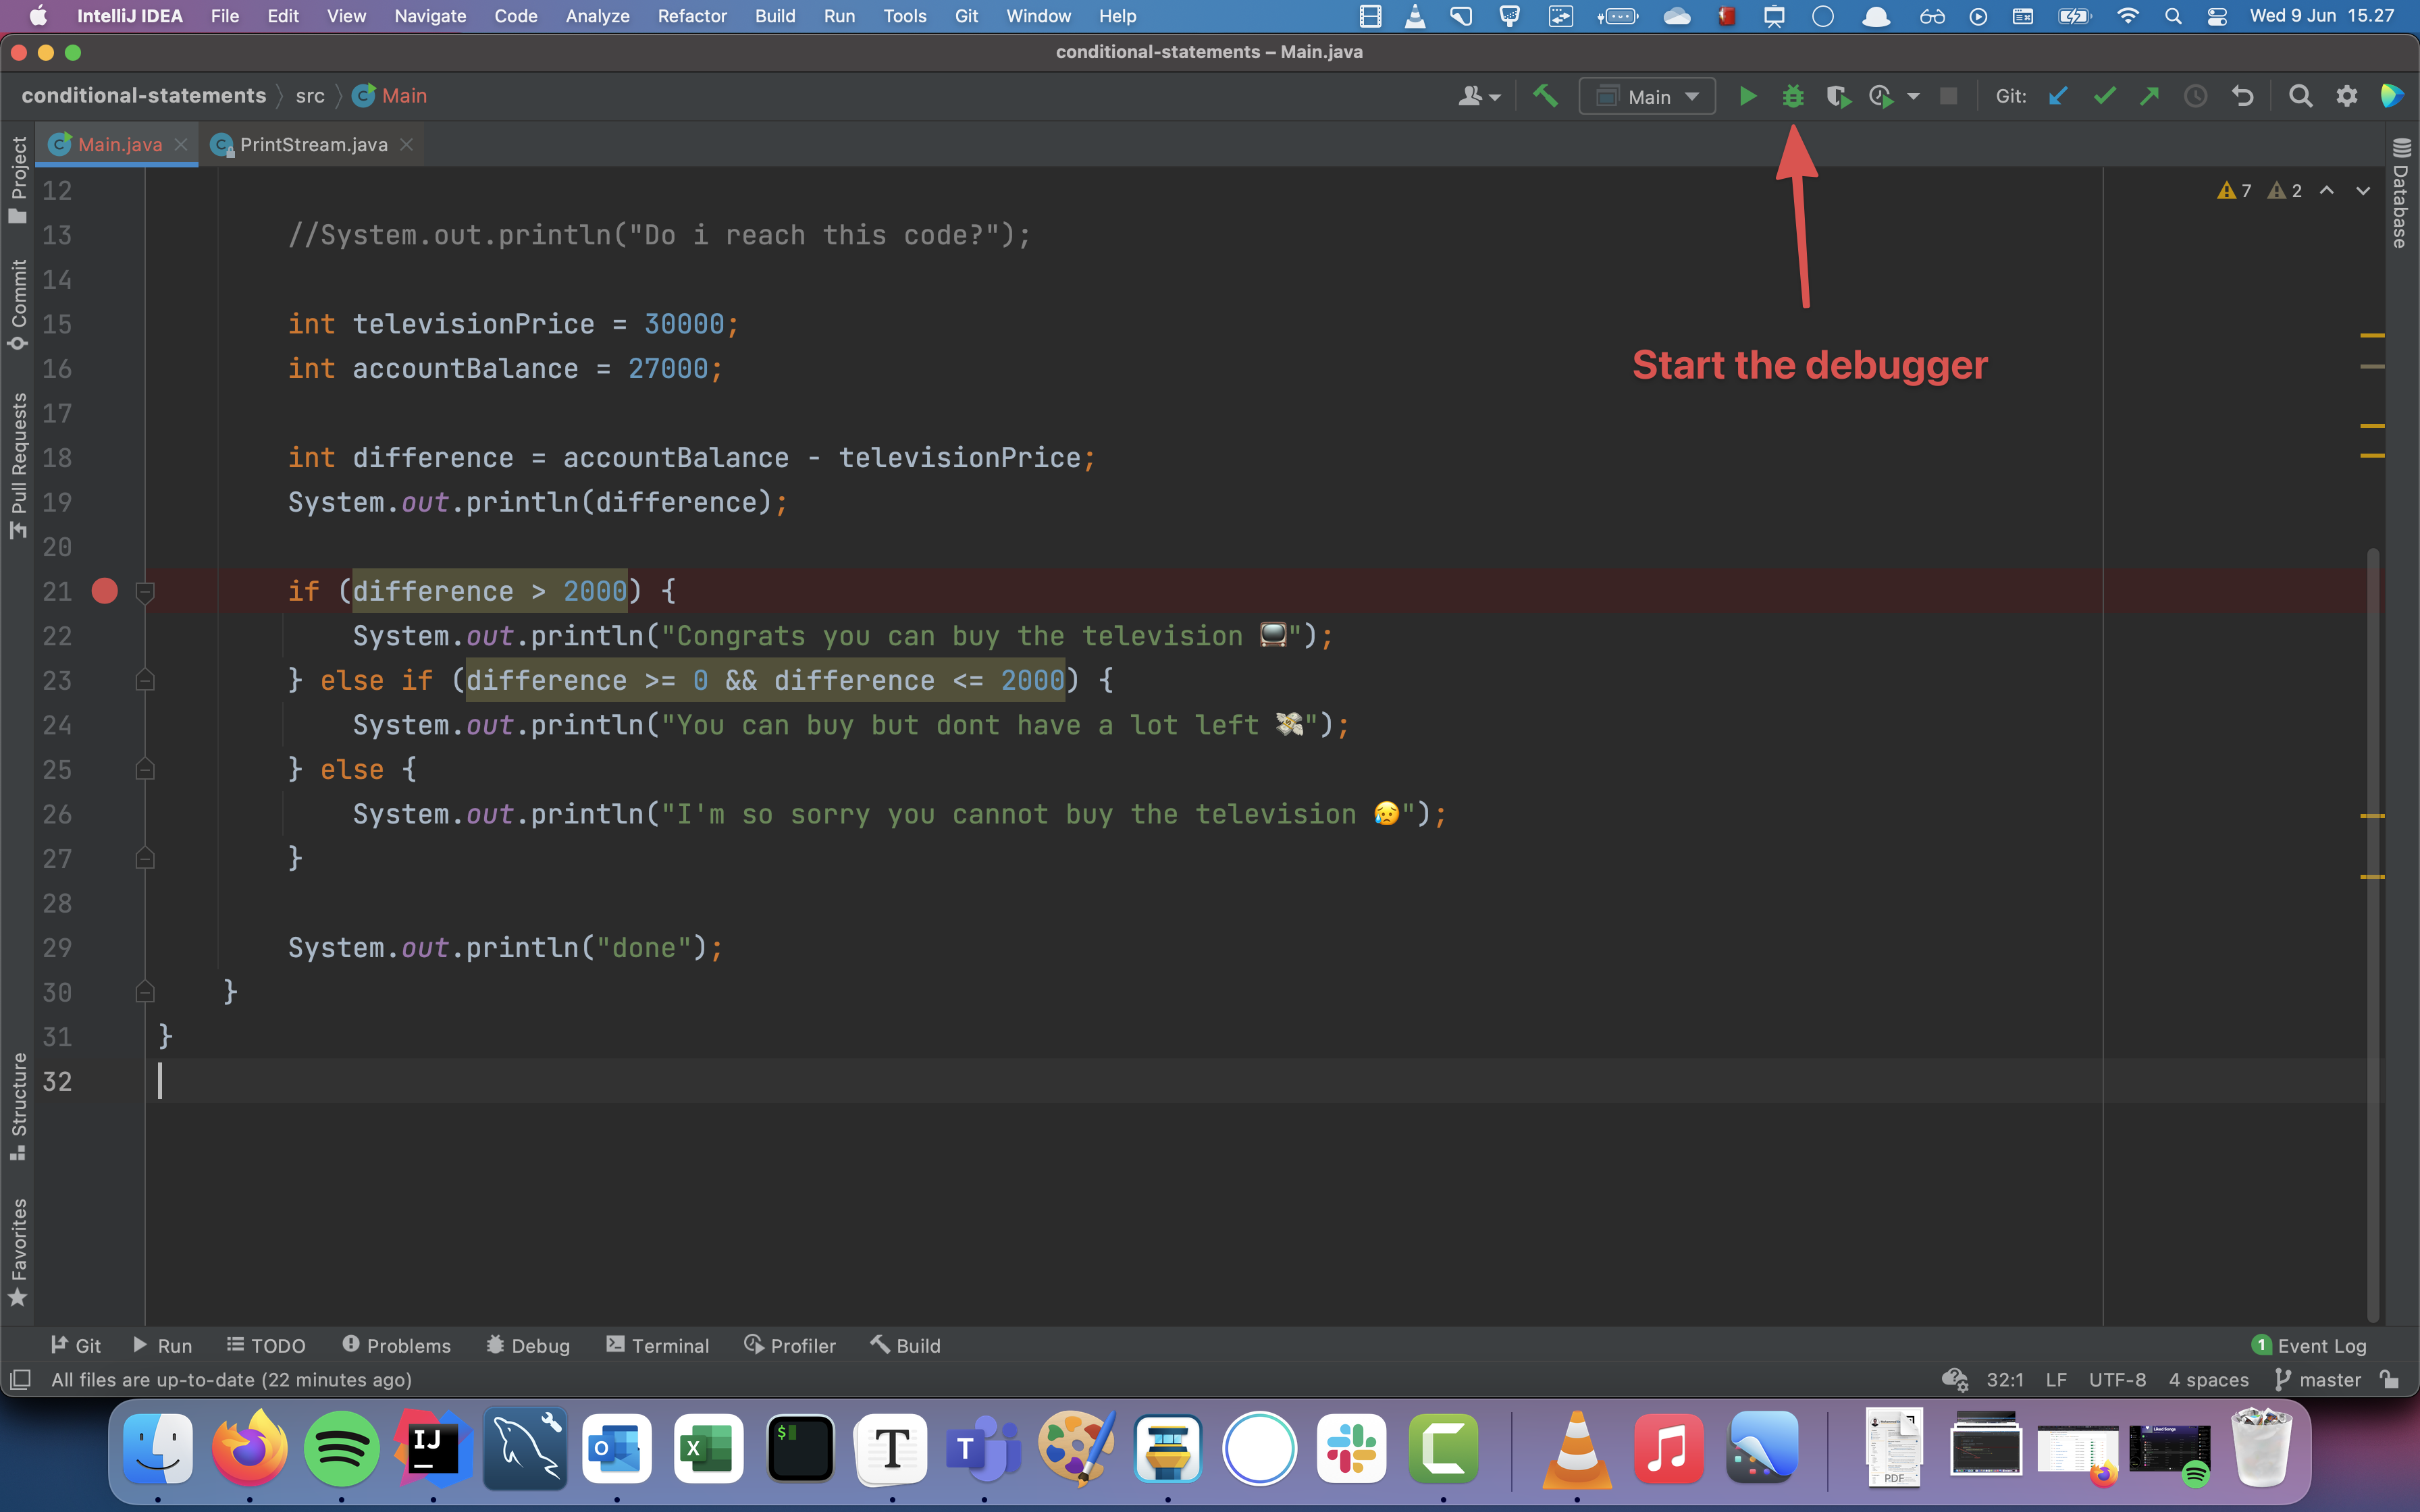 IntelliJ IDEA File Edit View Navigate Code Analyze Refactor Build Run Tools Git Window Help Wed 9 Jun 15.27
conditional-statements – Main.java
conditional-statements src Main Main Git:
Main.java PrintStream.java
Project
Commit
Pull Requests
Structure
Favorites
Database
7 2
12
13 //System.out.println("Do i reach this code?");
14
15 int televisionPrice = 30000;
16 int accountBalance = 27000;
Start the debugger
17
18 int difference = accountBalance - televisionPrice;
19 System.out.println(difference);
20
21 if (difference > 2000) {
22 System.out.println("Congrats you can buy the television 📺");
23 } else if (difference >= 0 && difference <= 2000) {
24 System.out.println("You can buy but dont have a lot left 💸");
25 } else {
26 System.out.println("I'm so sorry you cannot buy the television 😥");
27 }
28
29 System.out.println("done");
30 }
31 }
32
Git Run TODO Problems Debug Terminal Profiler Build 1 Event Log
All files are up-to-date (22 minutes ago) 32:1 LF UTF-8 4 spaces master
IJ O X $ T T C PDF